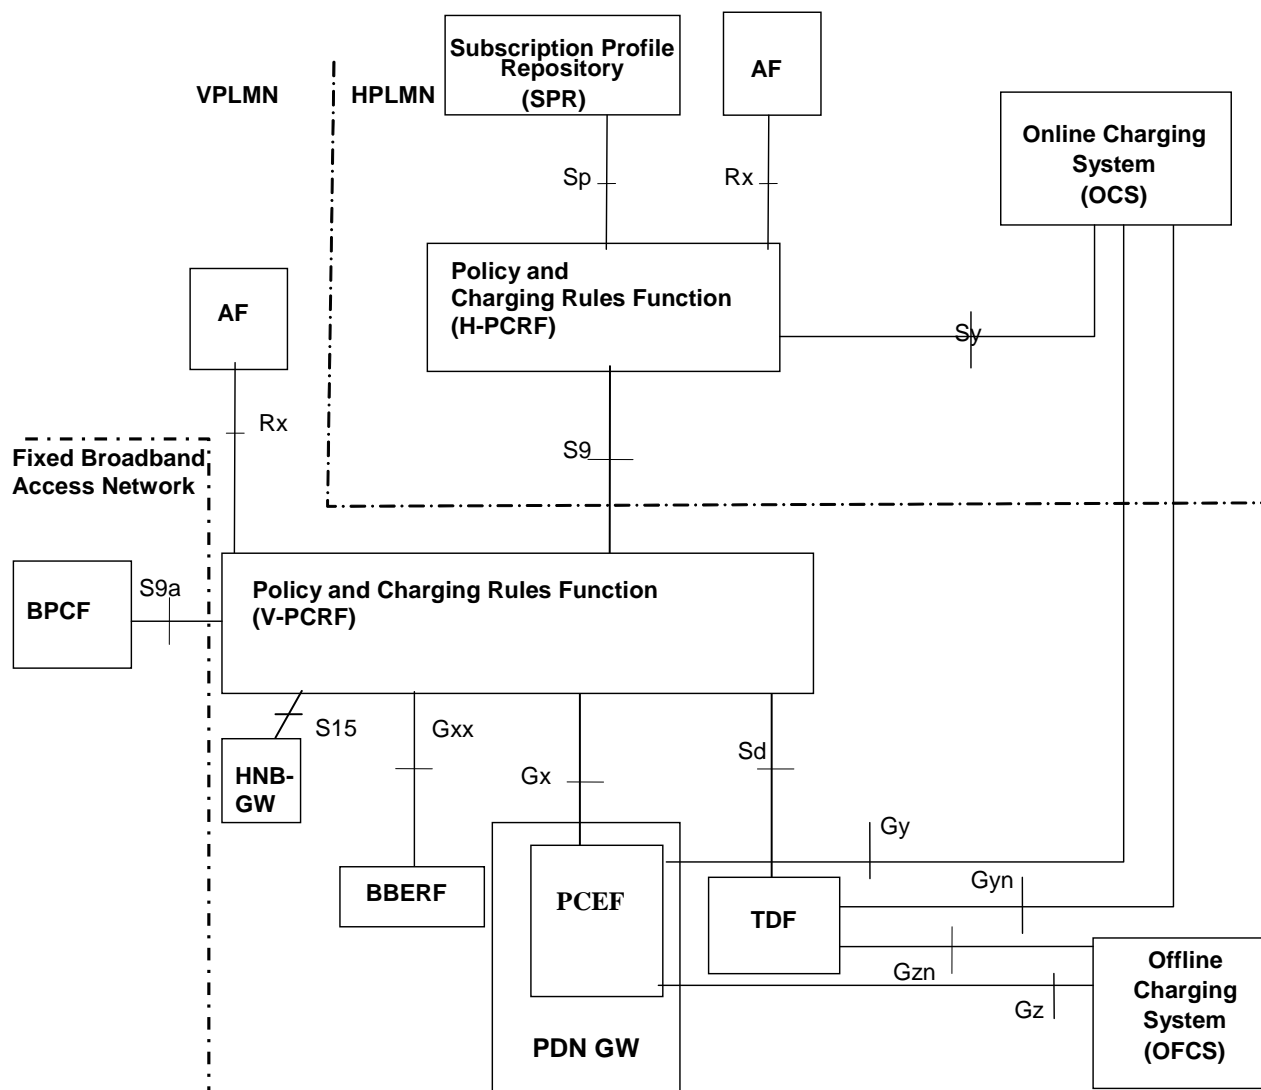 Subscription Profile
Repository
(SPR)
AF
VPLMN
HPLMN
Online Charging
System
(OCS)
Sp
Rx
Policy and
Charging Rules Function
(H-PCRF)
AF
Sy
Rx
S9
Fixed Broadband
Access Network
Policy and Charging Rules Function
(V-PCRF)
S9a
BPCF
S15
Gxx
Sd
Gx
HNB-
GW
Gy
BBERF
PCEF
Gyn
TDF
Gzn
Gz
Offline
Charging
System
(OFCS)
PDN GW